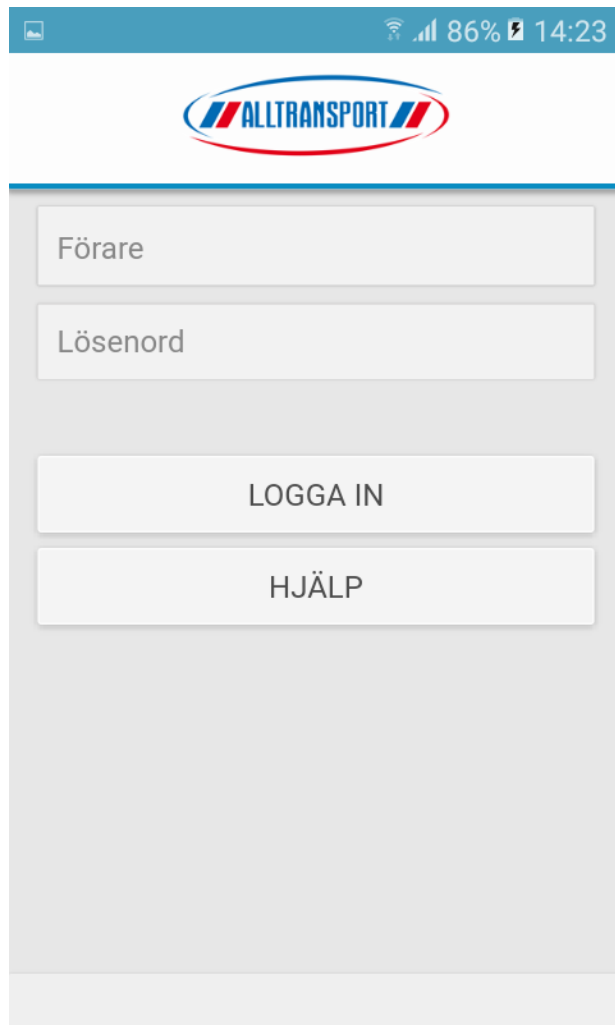 86% 14:23
ALLTRANSPORT
Förare
Lösenord
LOGGA IN
HJÄLP